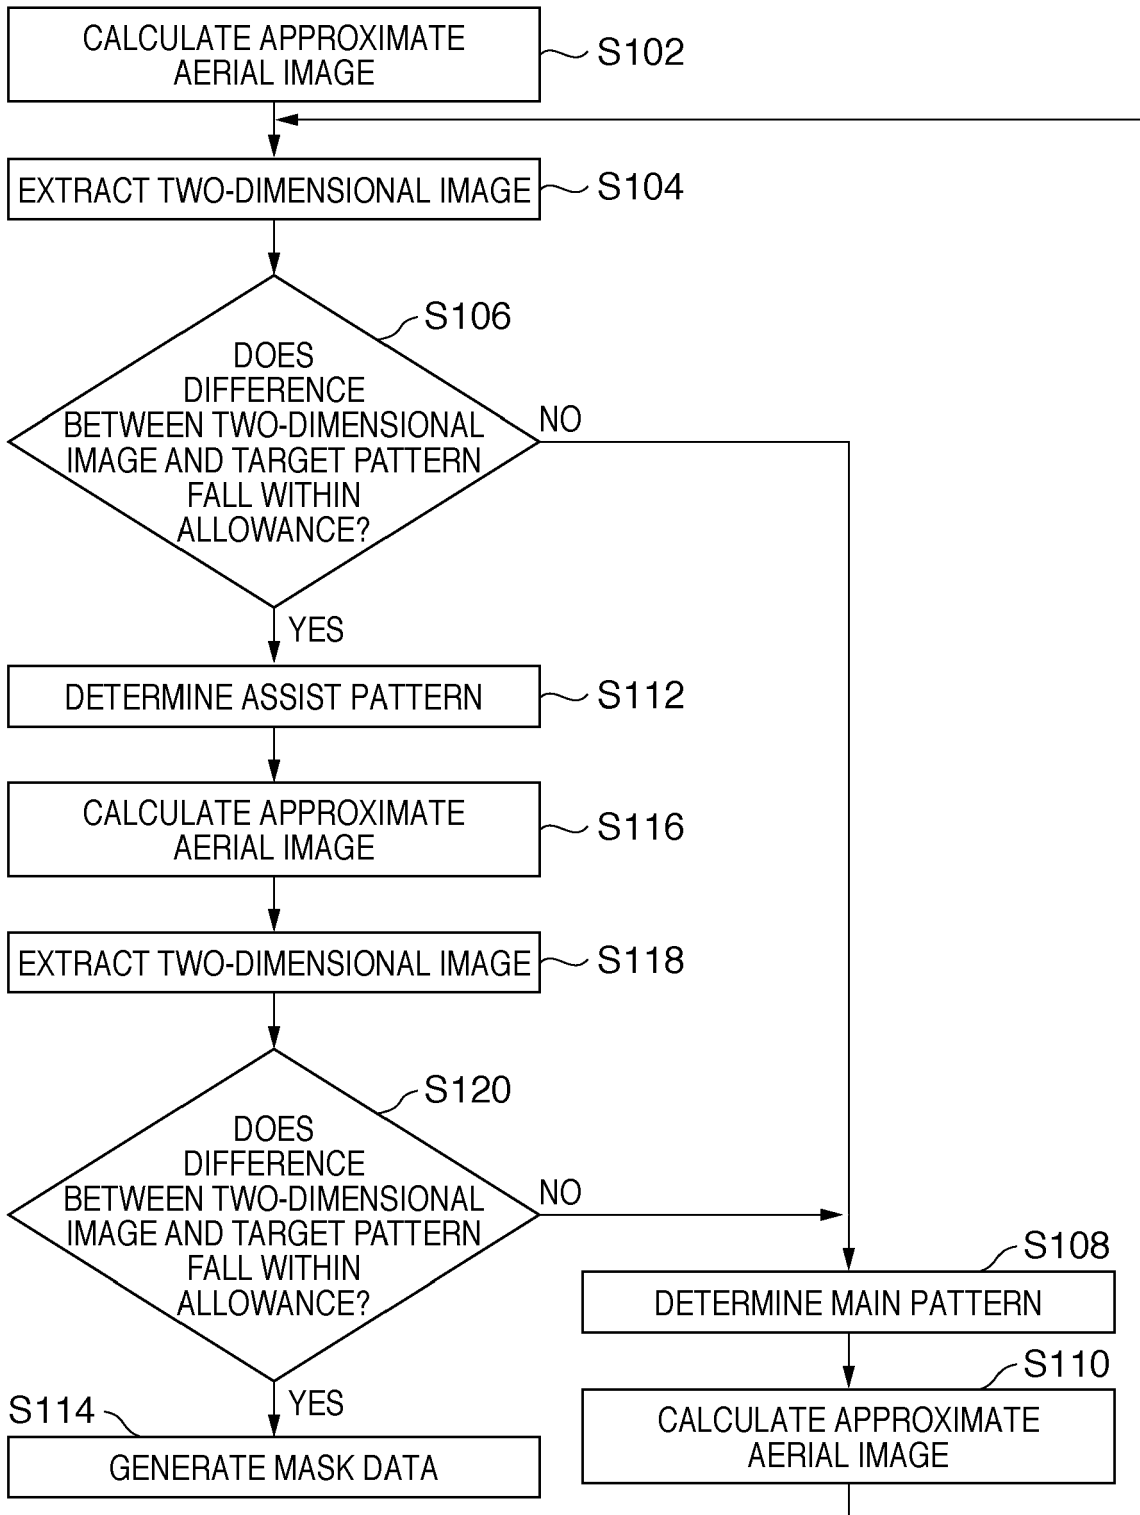 CALCULATE APPROXIMATE
AERIAL IMAGE
S102
EXTRACT TWO-DIMENSIONAL IMAGE
S104
S106
DOES
DIFFERENCE
BETWEEN TWO-DIMENSIONAL
IMAGE AND TARGET PATTERN
FALL WITHIN
ALLOWANCE?
NO
YES
DETERMINE ASSIST PATTERN
S112
CALCULATE APPROXIMATE
AERIAL IMAGE
S116
EXTRACT TWO-DIMENSIONAL IMAGE
S118
S120
DOES
DIFFERENCE
BETWEEN TWO-DIMENSIONAL
IMAGE AND TARGET PATTERN
FALL WITHIN
ALLOWANCE?
NO
YES
S108
DETERMINE MAIN PATTERN
S110
CALCULATE APPROXIMATE
AERIAL IMAGE
S114
GENERATE MASK DATA